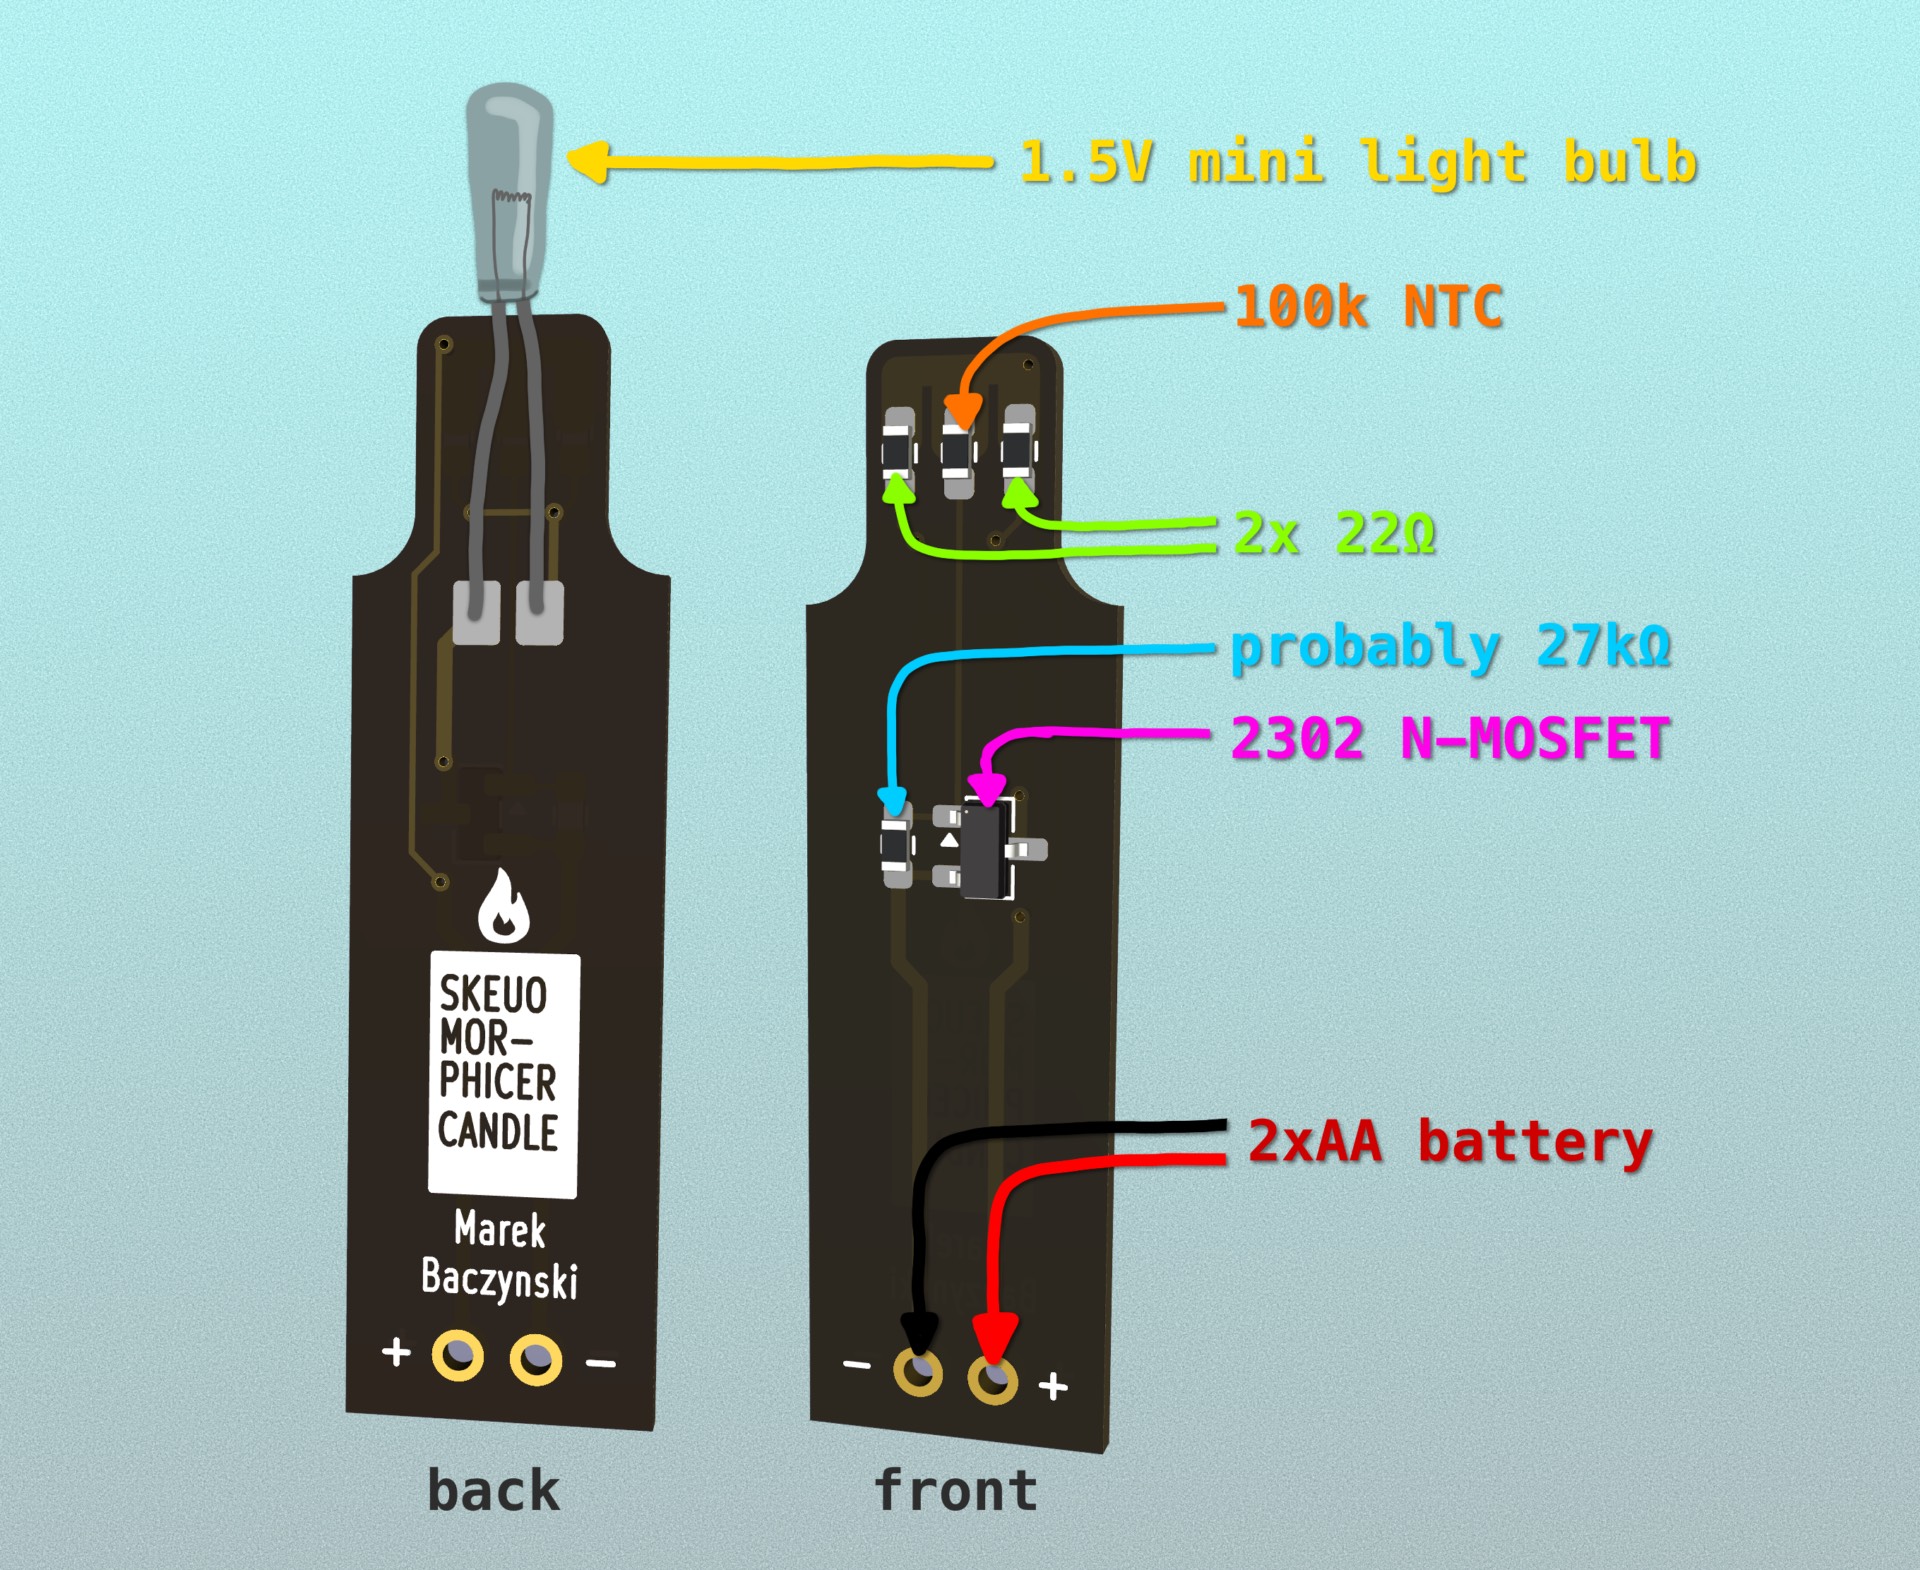 1.5V mini light bulb
100k NTC
2x 22Ω
probably 27kΩ
2302 N-MOSFET
SKEUO
MOR-
PHICER
CANDLE
Marek
Baczynski
+ -
- +
2xAA battery
back
front